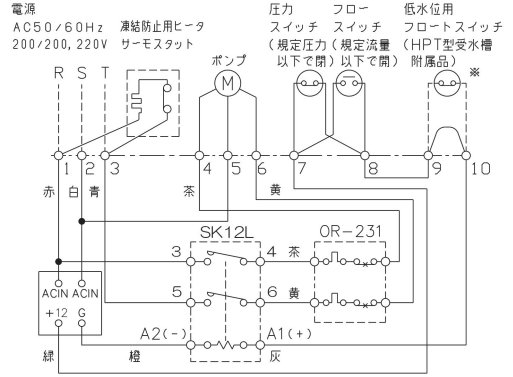 電源
AC50/60Hz
200/200,220V
凍結防止用ヒータ
サーモスタット
圧力
スイッチ
(規定圧力
以下で閉)
フロー
スイッチ
(規定流量
以下で開)
低水位用
フロートスイッチ
(HPT型受水槽
附属品)
※
ポンプ
M
R S T
1 2 3 4 5 6 7 8 9 10
赤 白 青 茶 黄
SK12L
OR-231
3 4 茶
5 6 黄
ACIN ACIN
+12 G
A2(-) A1(+)
緑 橙 灰